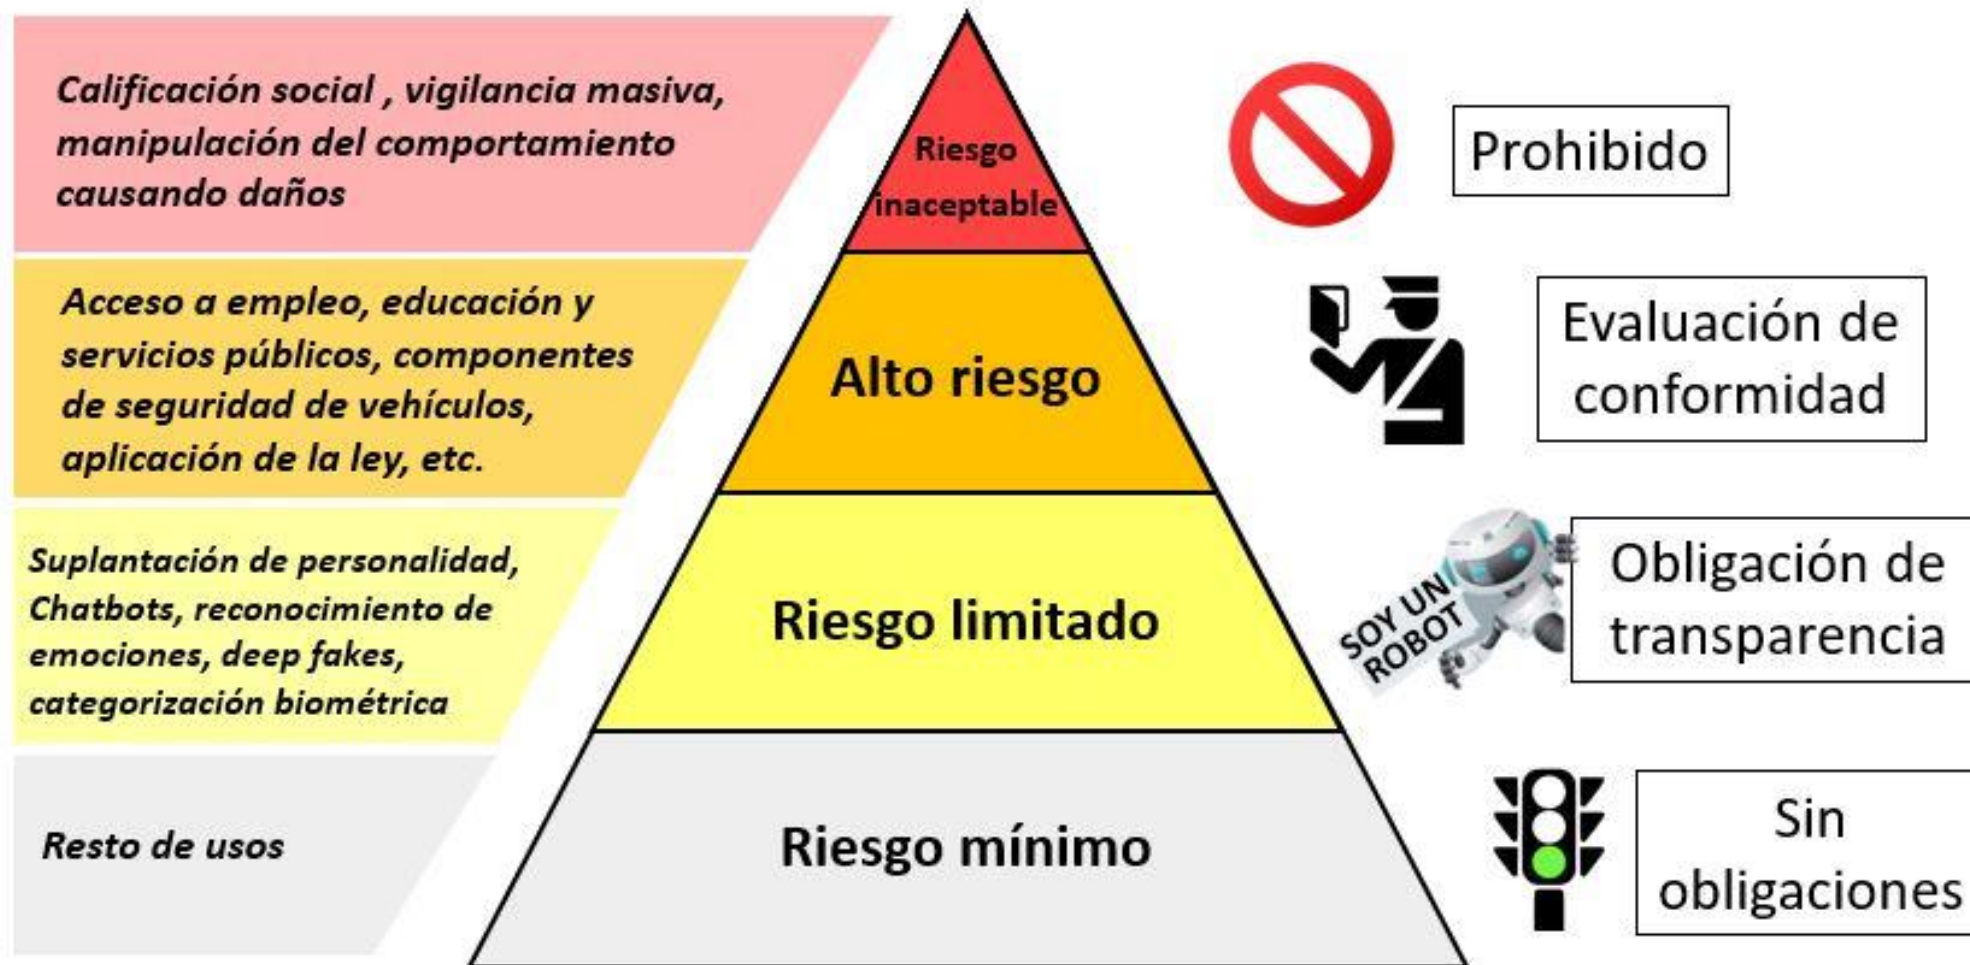 Calificación social , vigilancia masiva,
manipulación del comportamiento
causando daños
Riesgo
inaceptable
Prohibido
Acceso a empleo, educación y
servicios públicos, componentes
de seguridad de vehículos,
aplicación de la ley, etc.
Alto riesgo
Evaluación de
conformidad
Suplantación de personalidad,
Chatbots, reconocimiento de
emociones, deep fakes,
categorización biométrica
Riesgo limitado
SOY UN
ROBOT
Obligación de
transparencia
Resto de usos
Riesgo mínimo
Sin
obligaciones